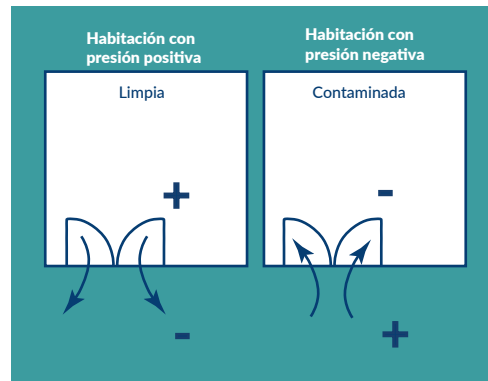 Habitación con
presión positiva
Habitación con
presión negativa
Limpia
Contaminada
+
-
-
+